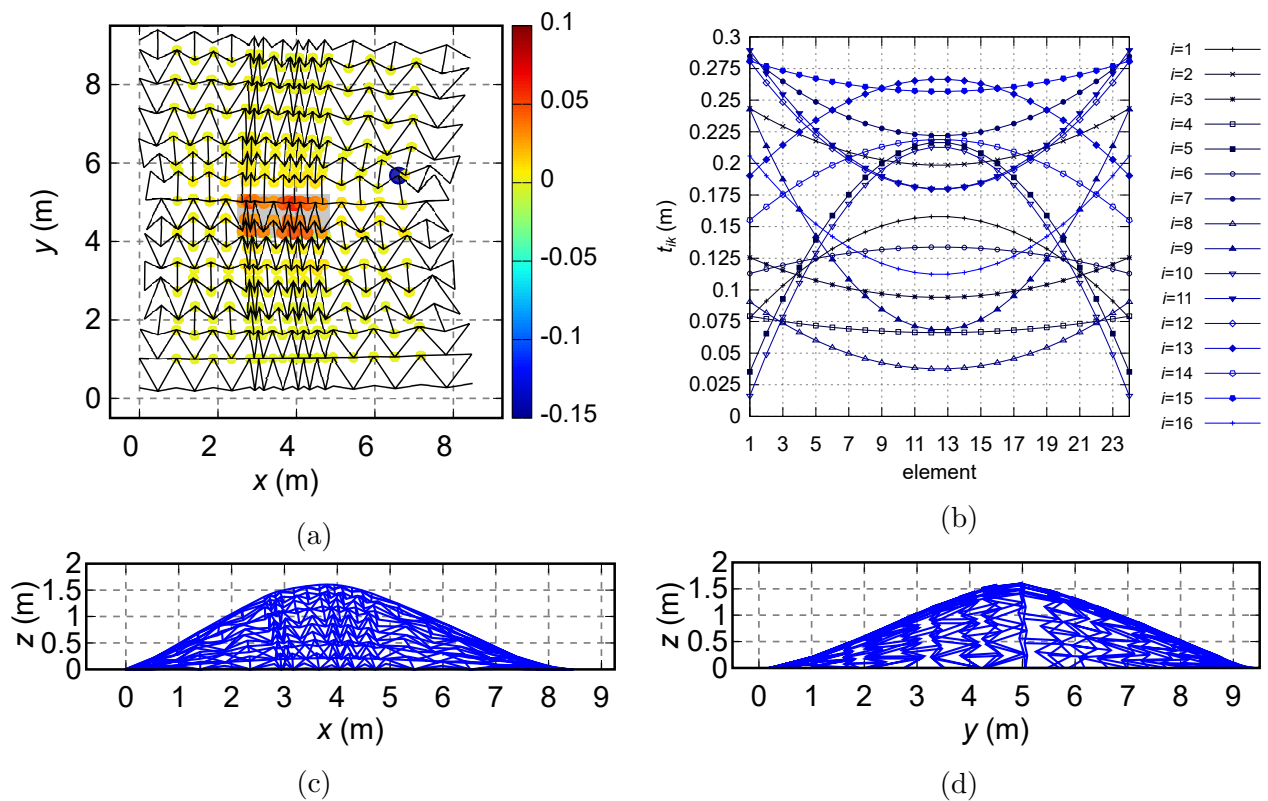 0.1
0.05
0
-0.05
-0.1
-0.15
8
6
4
2
0
y (m)
0 2 4 6 8
x (m)
(a)
0.3
0.275
0.25
0.225
0.2
0.175
0.15
0.125
0.1
0.075
0.05
0.025
0
t_ik (m)
1 3 5 7 9 11 13 15 17 19 21 23
element
i=1
i=2
i=3
i=4
i=5
i=6
i=7
i=8
i=9
i=10
i=11
i=12
i=13
i=14
i=15
i=16
(b)
2
1.5
1
0.5
0
z (m)
0 1 2 3 4 5 6 7 8 9
x (m)
(c)
2
1.5
1
0.5
0
z (m)
0 1 2 3 4 5 6 7 8 9
y (m)
(d)